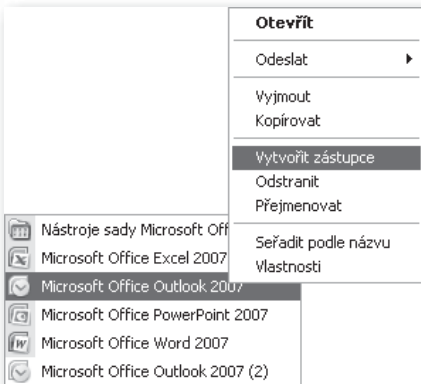 Otevřít
Odeslat
Vyjmout
Kopírovat
Vytvořit zástupce
Odstranit
Přejmenovat
Seřadit podle názvu
Vlastnosti
Nástroje sady Microsoft Off
Microsoft Office Excel 2007
Microsoft Office Outlook 2007
Microsoft Office PowerPoint 2007
Microsoft Office Word 2007
Microsoft Office Outlook 2007 (2)